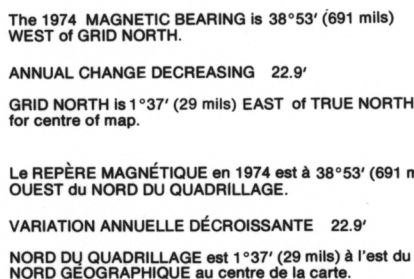 The 1974 MAGNETIC BEARING is 38°53′ (691 mils)
WEST of GRID NORTH.
ANNUAL CHANGE DECREASING 22.9′
GRID NORTH is 1°37′ (29 mils) EAST of TRUE NORTH
for centre of map.
Le REPÈRE MAGNÉTIQUE en 1974 est à 38°53′ (691 m
OUEST du NORD DU QUADRILLAGE.
VARIATION ANNUELLE DÉCROISSANTE 22.9′
NORD DU QUADRILLAGE est 1°37′ (29 mils) à l'est du
NORD GÉOGRAPHIQUE au centre de la carte.